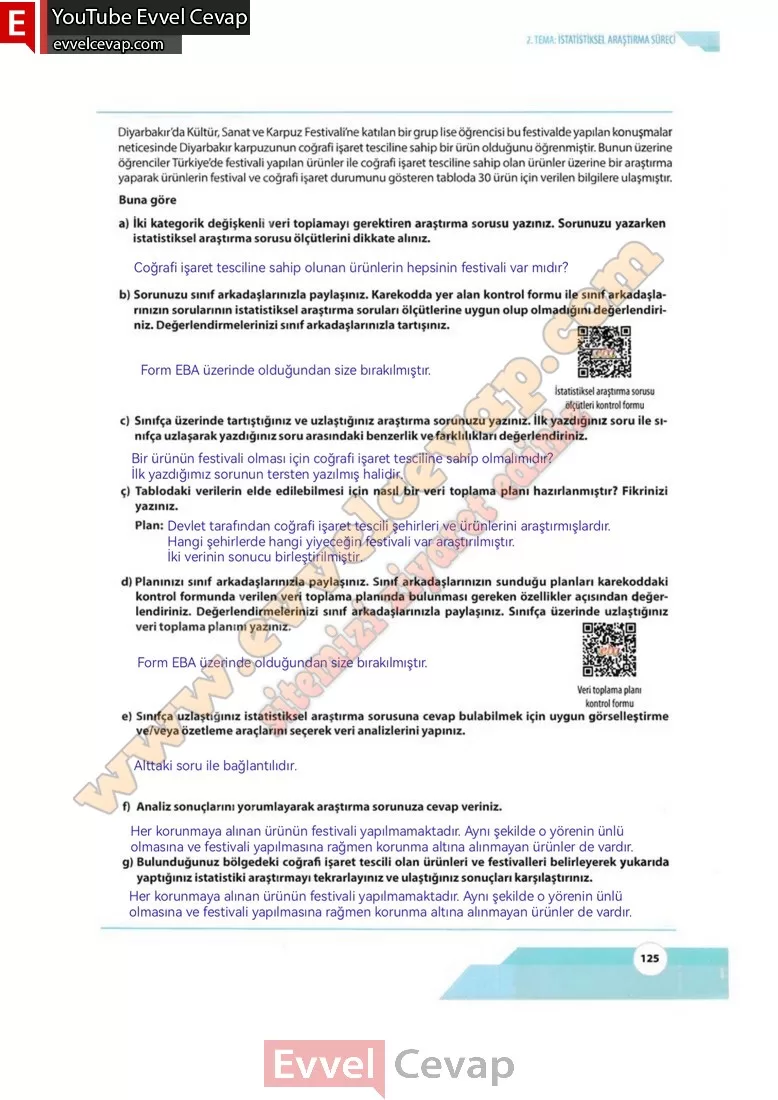 E YouTube Evvel Cevap
evvelcevap.com
2. TEMA: İSTATİSTİKSEL ARAŞTIRMA SÜRECİ
Diyarbakır'da Kültür, Sanat ve Karpuz Festivali'ne katılan bir grup lise öğrencisi bu festivalde yapılan konuşmalar
neticesinde Diyarbakır karpuzunun coğrafi işaret tesciline sahip bir ürün olduğunu öğrenmiştir. Bunun üzerine
öğrenciler Türkiye'de festivali yapılan ürünler ile coğrafi işaret tesciline sahip olan ürünler üzerine bir araştırma
yaparak ürünlerin festival ve coğrafi işaret durumunu gösteren tabloda 30 ürün için verilen bilgilere ulaşmıştır.
Buna göre
a) İki kategorik değişkenli veri toplamayı gerektiren araştırma sorusu yazınız. Sorunuzu yazarken
istatistiksel araştırma sorusu ölçütlerini dikkate alınız.
Coğrafi işaret tesciline sahip olunan ürünlerin hepsinin festivali var mıdır?
b) Sorunuzu sınıf arkadaşlarınızla paylaşınız. Karekodda yer alan kontrol formu ile sınıf arkadaşla-
rınızın sorularının istatistiksel araştırma soruları ölçütlerine uygun olup olmadığını değerlendiri-
niz. Değerlendirmelerinizi sınıf arkadaşlarınızla tartışınız.
Form EBA üzerinde olduğundan size bırakılmıştır.
İstatistiksel araştırma sorusu
ölçütleri kontrol formu
c) Sınıfça üzerinde tartıştığınız ve uzlaştığınız araştırma sorunuzu yazınız. İlk yazdığınız soru ile sı-
nıfça uzlaşarak yazdığınız soru arasındaki benzerlik ve farklılıkları değerlendiriniz.
Bir ürünün festivali olması için coğrafi işaret tesciline sahip olmalımıdır?
İlk yazdığımız sorunun tersten yazılmış halidir.
ç) Tablodaki verilerin elde edilebilmesi için nasıl bir veri toplama planı hazırlanmıştır? Fikrinizi
yazınız.
Plan: Devlet tarafından coğrafi işaret tescili şehirleri ve ürünlerini araştırmışlardır.
Hangi şehirlerde hangi yiyeceğin festivali var araştırılmıştır.
İki verinin sonucu birleştirilmiştir.
d) Planınızı sınıf arkadaşlarınızla paylaşınız. Sınıf arkadaşlarınızın sunduğu planları karekoddaki
kontrol formunda verilen veri toplama planında bulunması gereken özellikler açısından değer-
lendiriniz. Değerlendirmelerinizi sınıf arkadaşlarınızla paylaşınız. Sınıfça üzerinde uzlaştığınız
veri toplama planını yazınız.
Form EBA üzerinde olduğundan size bırakılmıştır.
Veri toplama planı
kontrol formu
e) Sınıfça uzlaştığınız istatistiksel araştırma sorusuna cevap bulabilmek için uygun görselleştirme
ve/veya özetleme araçlarını seçerek veri analizlerini yapınız.
Alttaki soru ile bağlantılıdır.
f) Analiz sonuçlarını yorumlayarak araştırma sorunuza cevap veriniz.
Her korunmaya alınan ürünün festivali yapılmamaktadır. Aynı şekilde o yörenin ünlü
olmasına ve festivali yapılmasına rağmen korunma altına alınmayan ürünler de vardır.
g) Bulunduğunuz bölgedeki coğrafi işaret tescili olan ürünleri ve festivalleri belirleyerek yukarıda
yaptığınız istatistiki araştırmayı tekrarlayınız ve ulaştığınız sonuçları karşılaştırınız.
Her korunmaya alınan ürünün festivali yapılmamaktadır. Aynı şekilde o yörenin ünlü
olmasına ve festivali yapılmasına rağmen korunma altına alınmayan ürünler de vardır.
www.evvelcevap.com
sitemizi ziyaret ediniz
125
Evvel Cevap